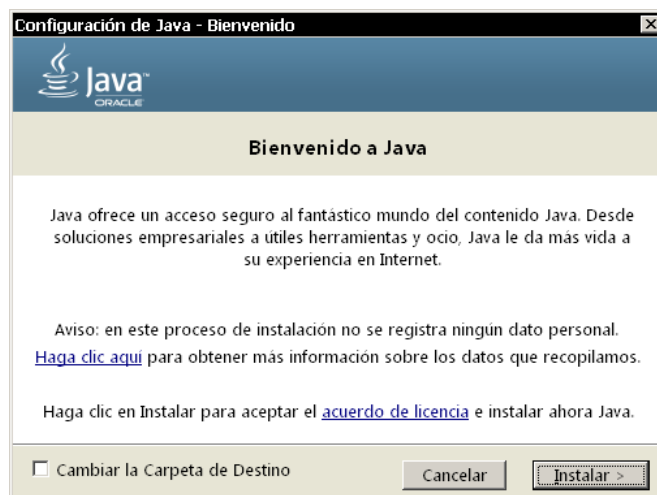 Configuración de Java - Bienvenido
Java™
ORACLE
Bienvenido a Java
Java ofrece un acceso seguro al fantástico mundo del contenido Java. Desde
soluciones empresariales a útiles herramientas y ocio, Java le da más vida a
su experiencia en Internet.
Aviso: en este proceso de instalación no se registra ningún dato personal.
Haga clic aquí para obtener más información sobre los datos que recopilamos.
Haga clic en Instalar para aceptar el acuerdo de licencia e instalar ahora Java.
Cambiar la Carpeta de Destino
Cancelar
Instalar >